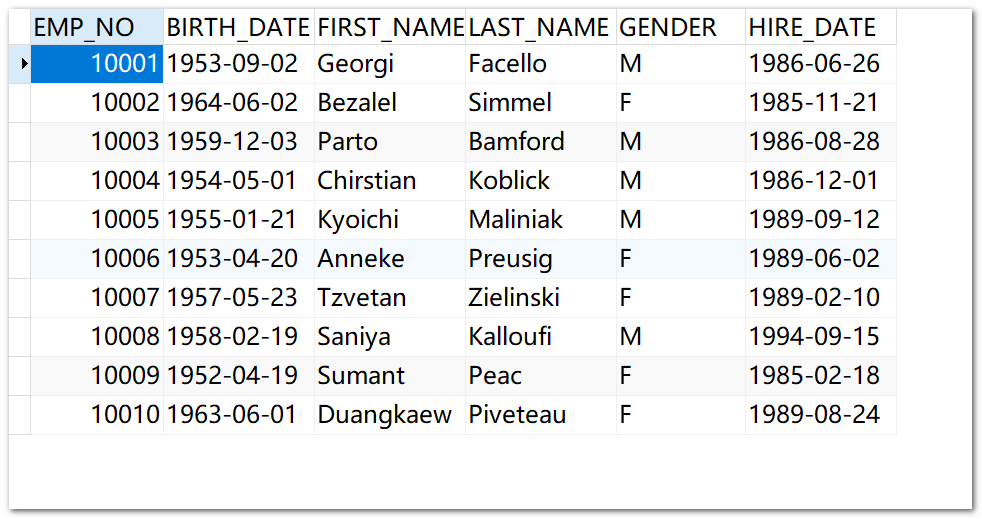 EMP_NO BIRTH_DATE FIRST_NAME LAST_NAME GENDER HIRE_DATE
10001 1953-09-02 Georgi Facello M 1986-06-26
10002 1964-06-02 Bezalel Simmel F 1985-11-21
10003 1959-12-03 Parto Bamford M 1986-08-28
10004 1954-05-01 Chirstian Koblick M 1986-12-01
10005 1955-01-21 Kyoichi Maliniak M 1989-09-12
10006 1953-04-20 Anneke Preusig F 1989-06-02
10007 1957-05-23 Tzvetan Zielinski F 1989-02-10
10008 1958-02-19 Saniya Kalloufi M 1994-09-15
10009 1952-04-19 Sumant Peac F 1985-02-18
10010 1963-06-01 Duangkaew Piveteau F 1989-08-24